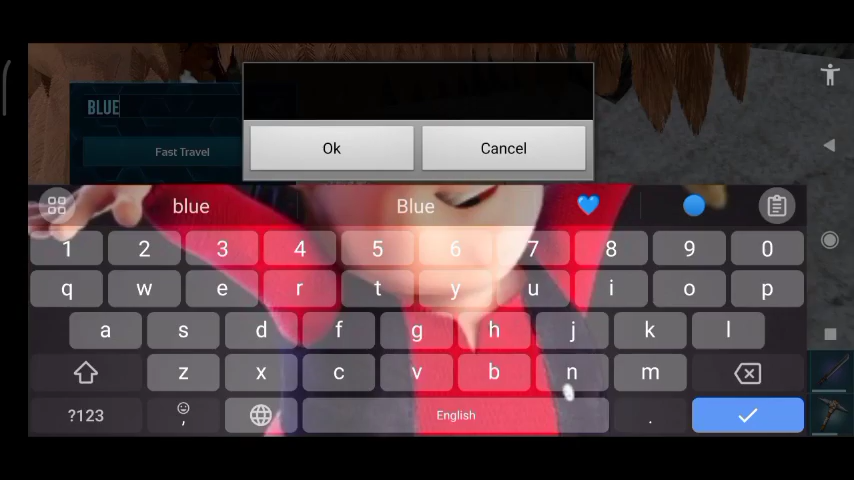 BLUE
Fast Travel
Ok
Cancel
blue
Blue
1 2 3 4 5 6 7 8 9 0
q w e r t y u i o p
a s d f g h j k l
z x c v b n m
?123
,
English
.